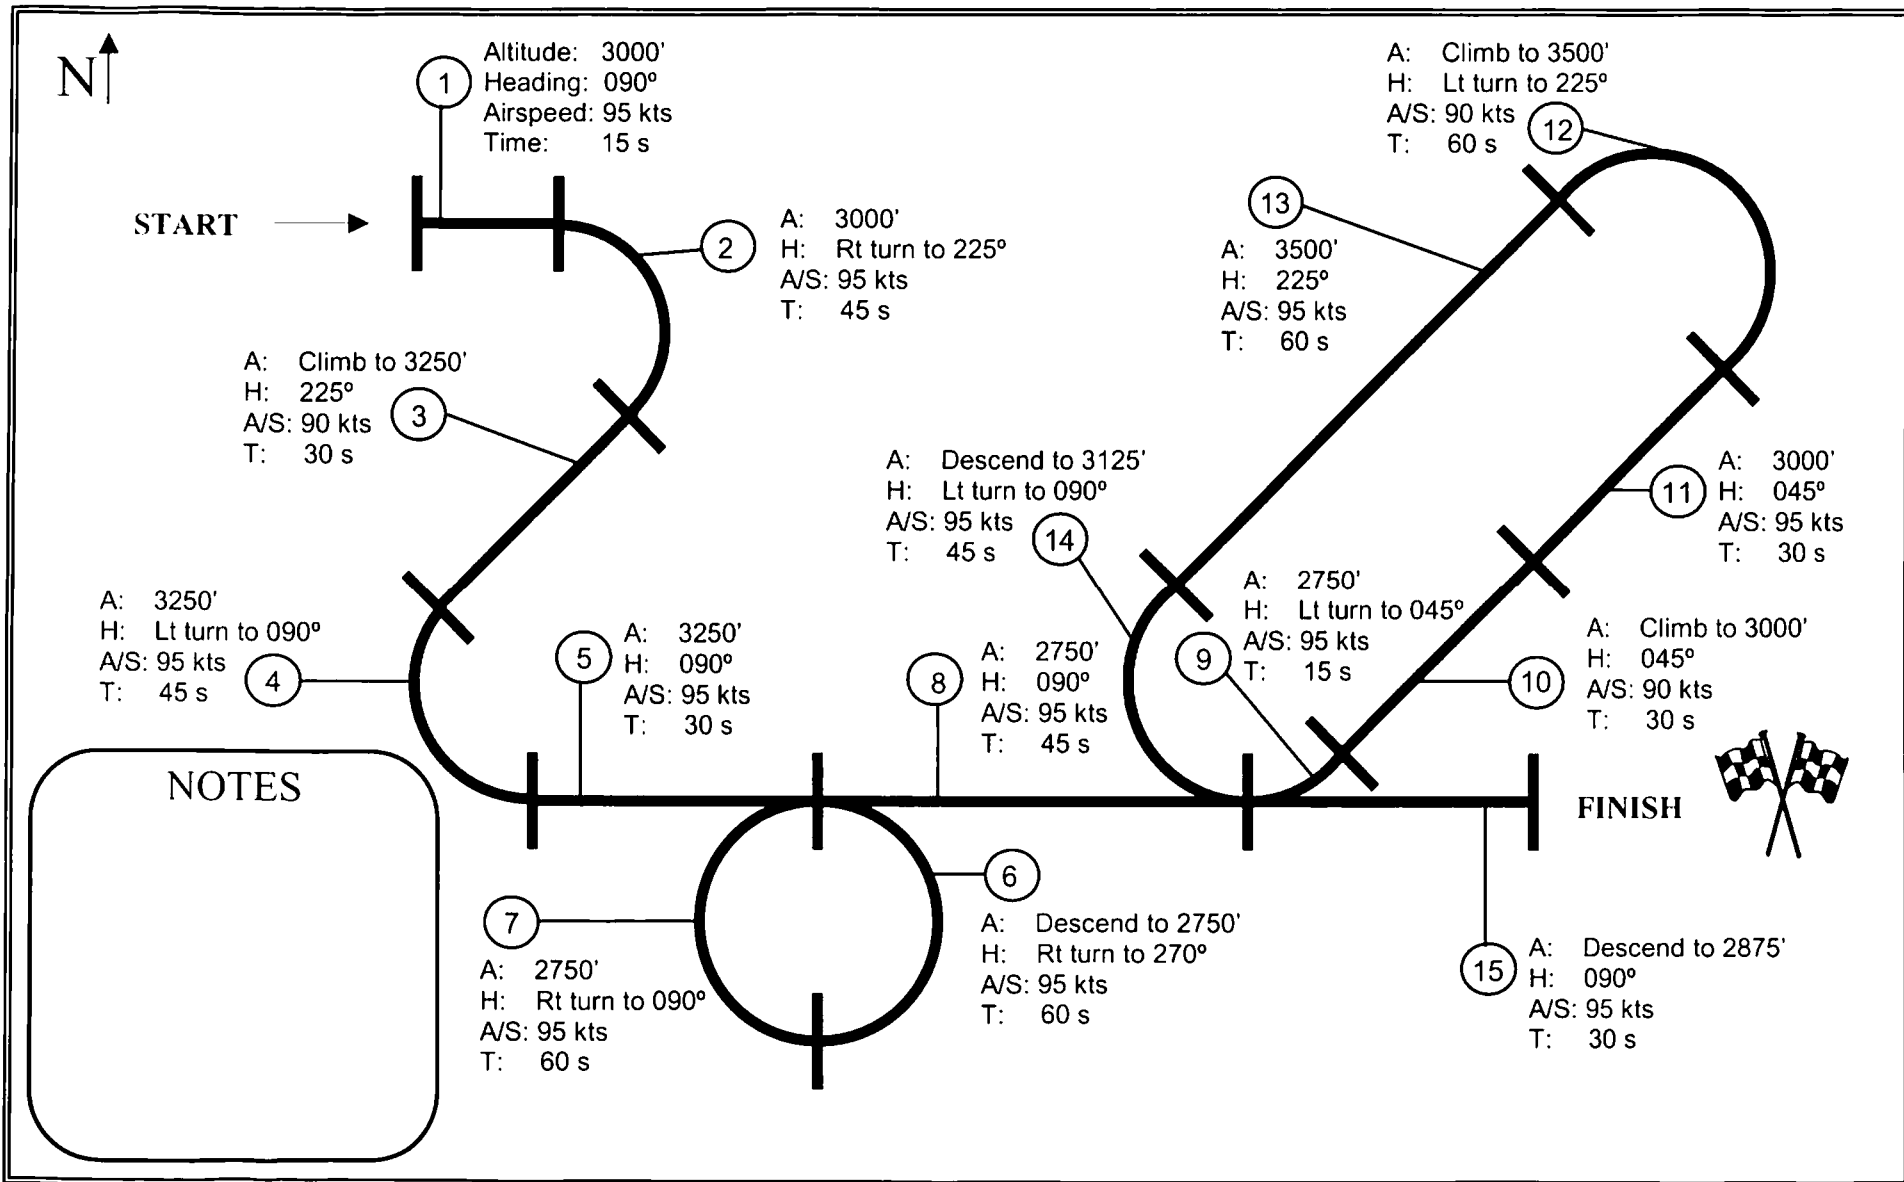 N
1
Altitude: 3000'
Heading: 090º
Airspeed: 95 kts
Time: 15 s
START
2
A: 3000'
H: Rt turn to 225º
A/S: 95 kts
T: 45 s
A: Climb to 3250'
H: 225º
A/S: 90 kts
T: 30 s
3
A: 3250'
H: Lt turn to 090º
A/S: 95 kts
T: 45 s
4
5
A: 3250'
H: 090º
A/S: 95 kts
T: 30 s
6
A: Descend to 2750'
H: Rt turn to 270º
A/S: 95 kts
T: 60 s
7
A: 2750'
H: Rt turn to 090º
A/S: 95 kts
T: 60 s
8
A: 2750'
H: 090º
A/S: 95 kts
T: 45 s
9
A: 2750'
H: Lt turn to 045º
A/S: 95 kts
T: 15 s
10
A: Climb to 3000'
H: 045º
A/S: 90 kts
T: 30 s
11
A: 3000'
H: 045º
A/S: 95 kts
T: 30 s
A: Climb to 3500'
H: Lt turn to 225º
A/S: 90 kts
T: 60 s
12
13
A: 3500'
H: 225º
A/S: 95 kts
T: 60 s
A: Descend to 3125'
H: Lt turn to 090º
A/S: 95 kts
T: 45 s
14
15
A: Descend to 2875'
H: 090º
A/S: 95 kts
T: 30 s
FINISH
NOTES